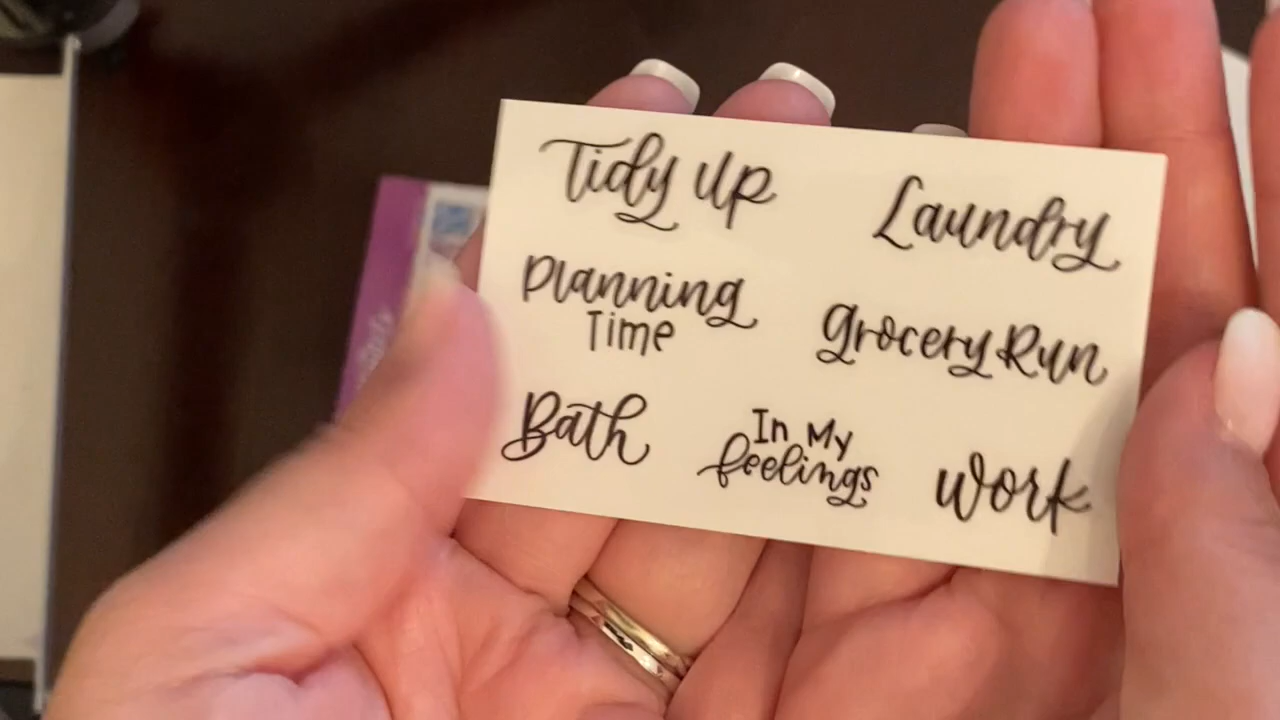 Tidy Up
Laundry
Planning
Time
Grocery Run
Bath
In My
feelings
Work